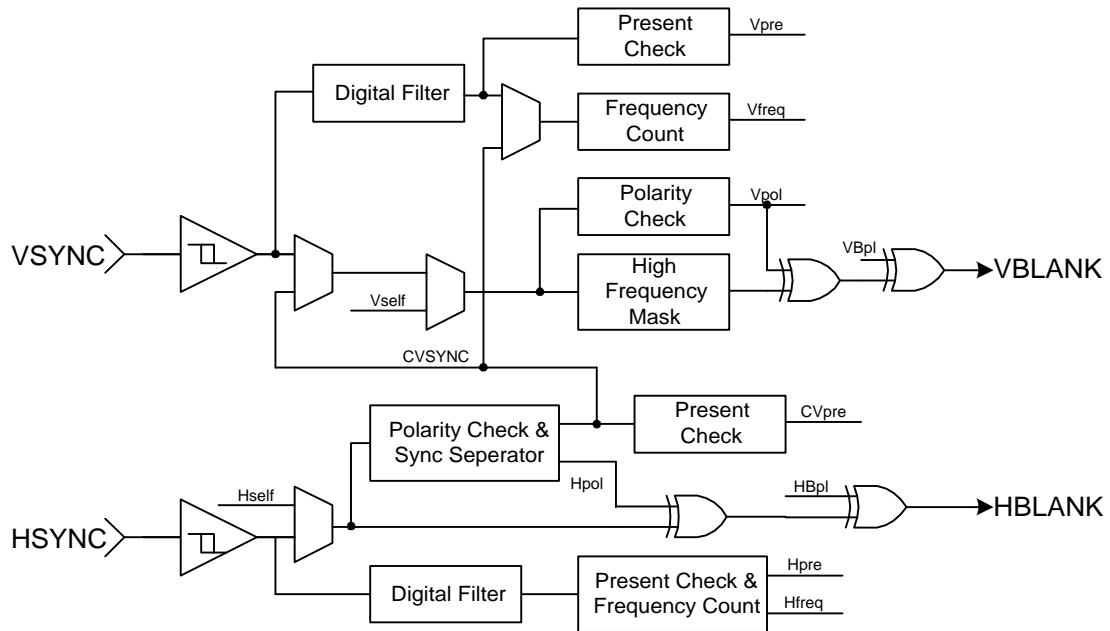 Present
Check
Vpre
Digital Filter
Frequency
Count
Vfreq
Polarity
Check
Vpol
VSYNC
VBpl
VBLANK
High
Frequency
Mask
Vself
CVSYNC
Present
Check
CVpre
Polarity Check &
Sync Seperator
Hpol
Hself
HBpl
HSYNC
HBLANK
Digital Filter
Present Check &
Frequency Count
Hpre
Hfreq